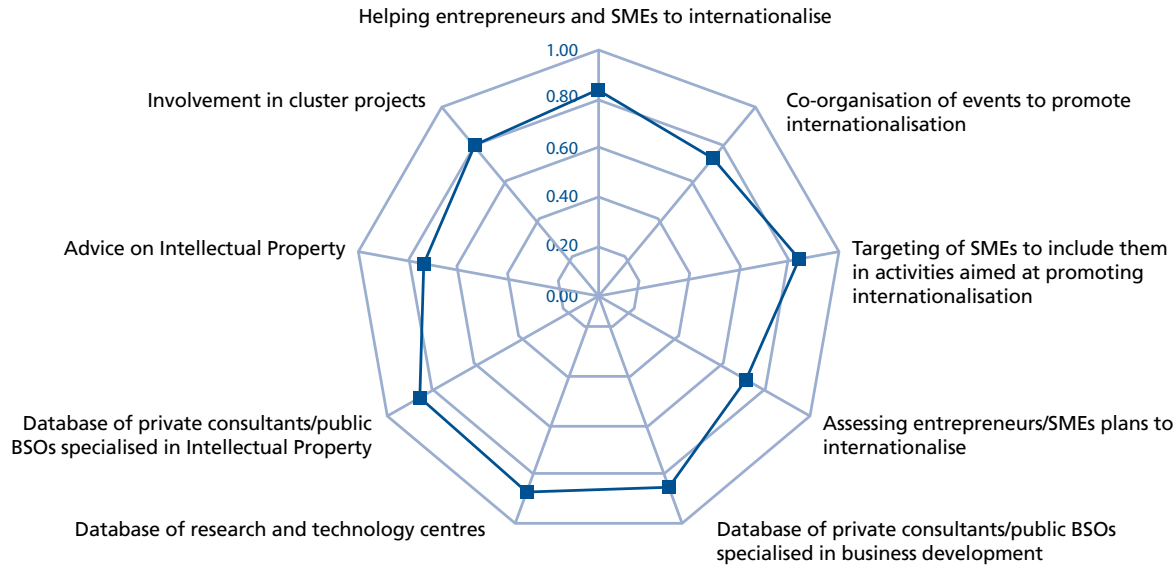 Helping entrepreneurs and SMEs to internationalise
1.00
0.80
0.60
0.40
0.20
0.00
Co-organisation of events to promote
internationalisation
Targeting of SMEs to include them
in activities aimed at promoting
internationalisation
Assessing entrepreneurs/SMEs plans to
internationalise
Database of private consultants/public BSOs
specialised in business development
Database of research and technology centres
Database of private consultants/public
BSOs specialised in Intellectual Property
Advice on Intellectual Property
Involvement in cluster projects